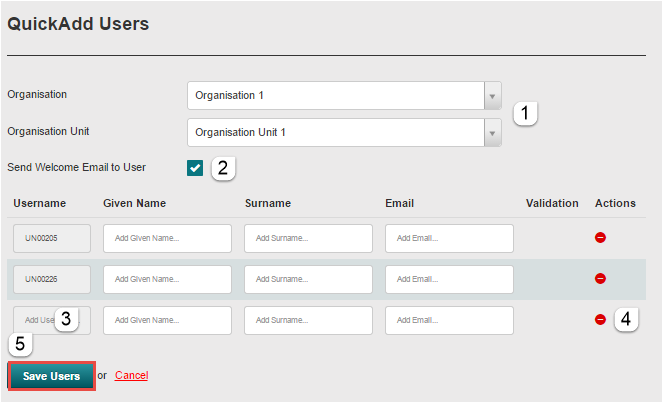 QuickAdd Users
Organisation Organisation 1
1
Organisation Unit Organisation Unit 1
Send Welcome Email to User 2
Username Given Name Surname Email Validation Actions
UN00205 Add Given Name... Add Surname... Add Email...
UN00226 Add Given Name... Add Surname... Add Email...
Add Use 3 Add Given Name... Add Surname... Add Email... 4
5
Save Users or Cancel